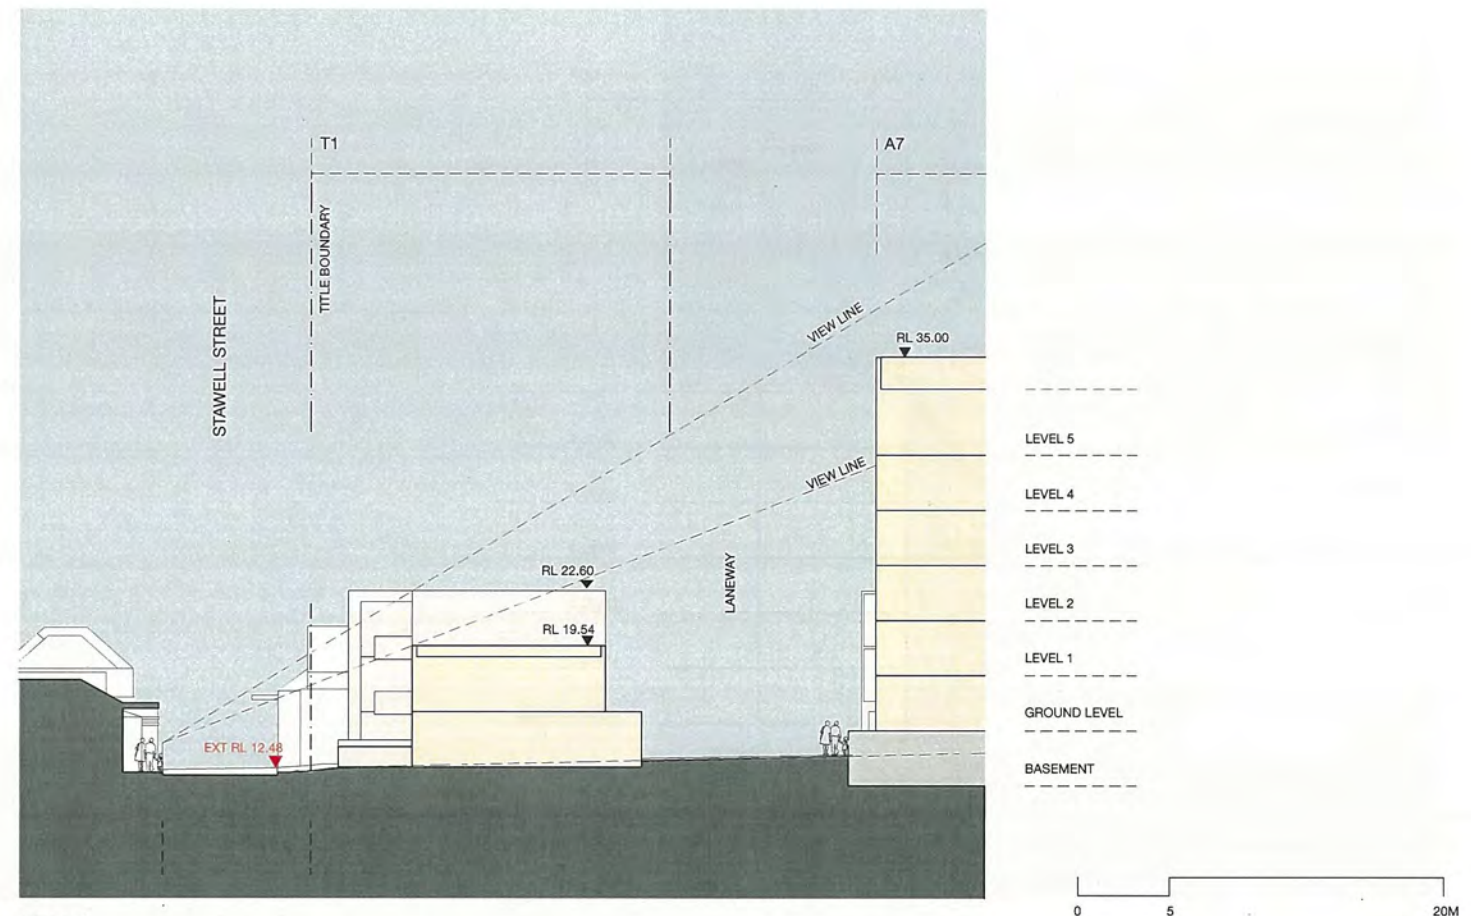 T1
A7
TITLE BOUNDARY
STAWELL STREET
VIEW LINE
RL 35.00
VIEW LINE
LEVEL 5
LEVEL 4
LEVEL 3
RL 22.60
LANEWAY
LEVEL 2
RL 19.54
LEVEL 1
GROUND LEVEL
EXT RL 12.48
BASEMENT
0 5 20M